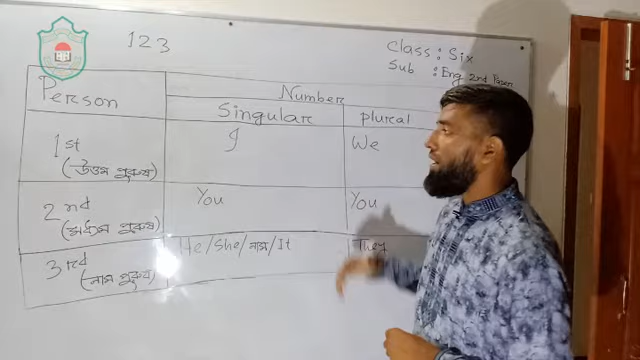 123
Class : Six
Sub : Eng 2nd Paper
Person
Number
Singular
plural
1st
(উত্তম পুরুষ)
I
We
2nd
(মধ্যম পুরুষ)
You
You
3rd
(নাম পুরুষ)
He/She/নাম/It
They